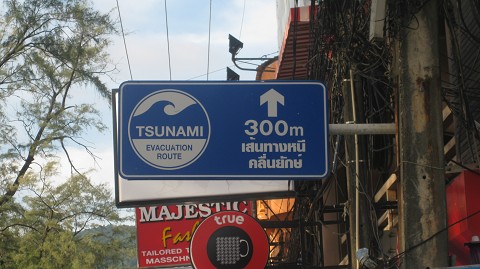 TSUNAMI
EVACUATION
ROUTE
300m
เส้นทางหนี
คลื่นยักษ์
MAJESTIC
true
TAILORED
MASSCHN